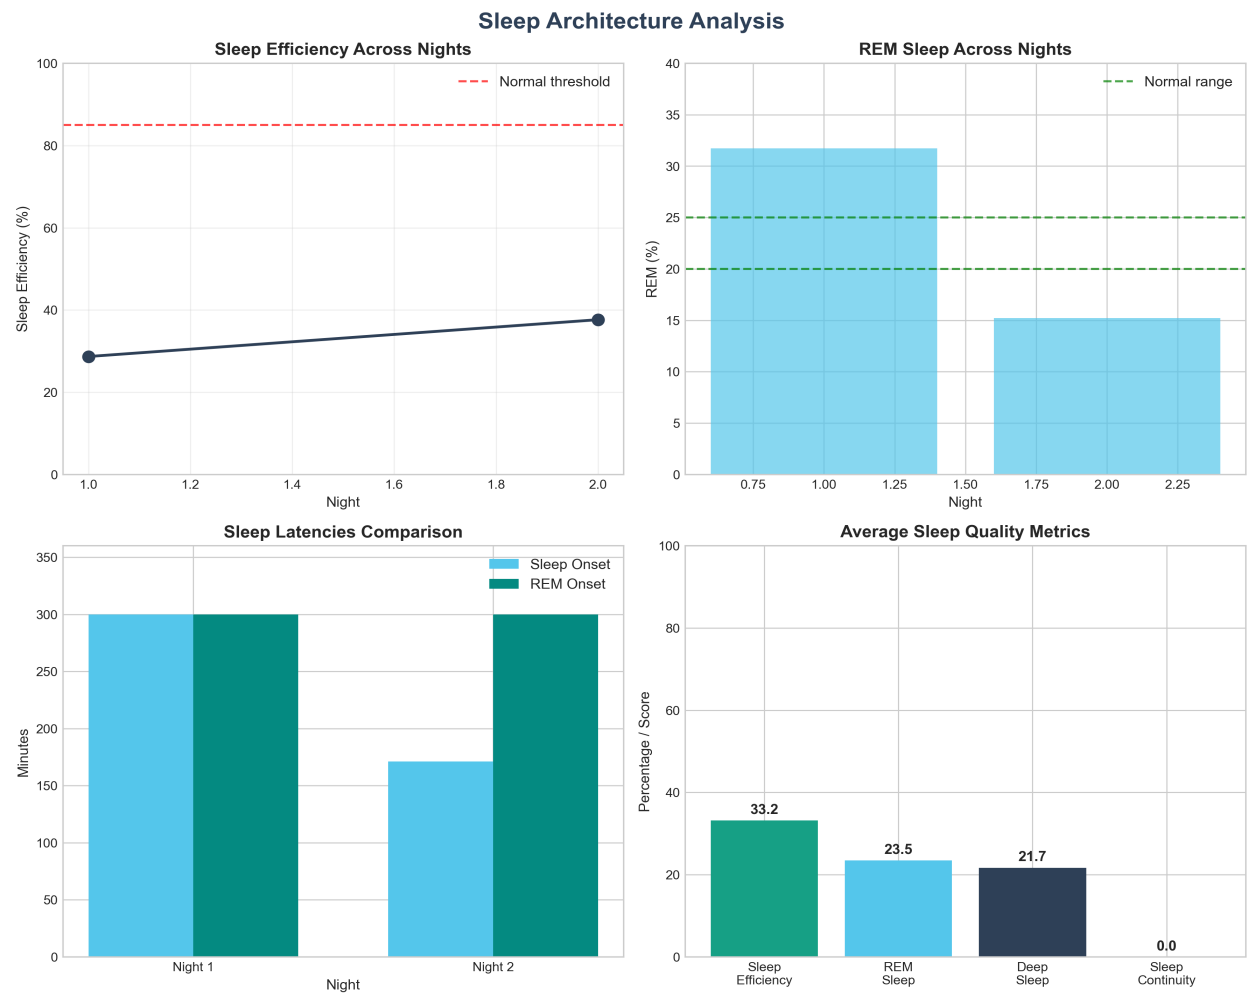 Sleep Architecture Analysis
Sleep Efficiency Across Nights
100
80
60
40
20
0
Sleep Efficiency (%)
Normal threshold
1.0 1.2 1.4 1.6 1.8 2.0
Night
REM Sleep Across Nights
40
35
30
25
20
15
10
5
0
REM (%)
Normal range
0.75 1.00 1.25 1.50 1.75 2.00 2.25
Night
Sleep Latencies Comparison
350
300
250
200
150
100
50
0
Minutes
Sleep Onset
REM Onset
Night 1 Night 2
Night
Average Sleep Quality Metrics
100
80
60
40
20
0
Percentage / Score
33.2
23.5
21.7
0.0
Sleep
Efficiency
REM
Sleep
Deep
Sleep
Sleep
Continuity